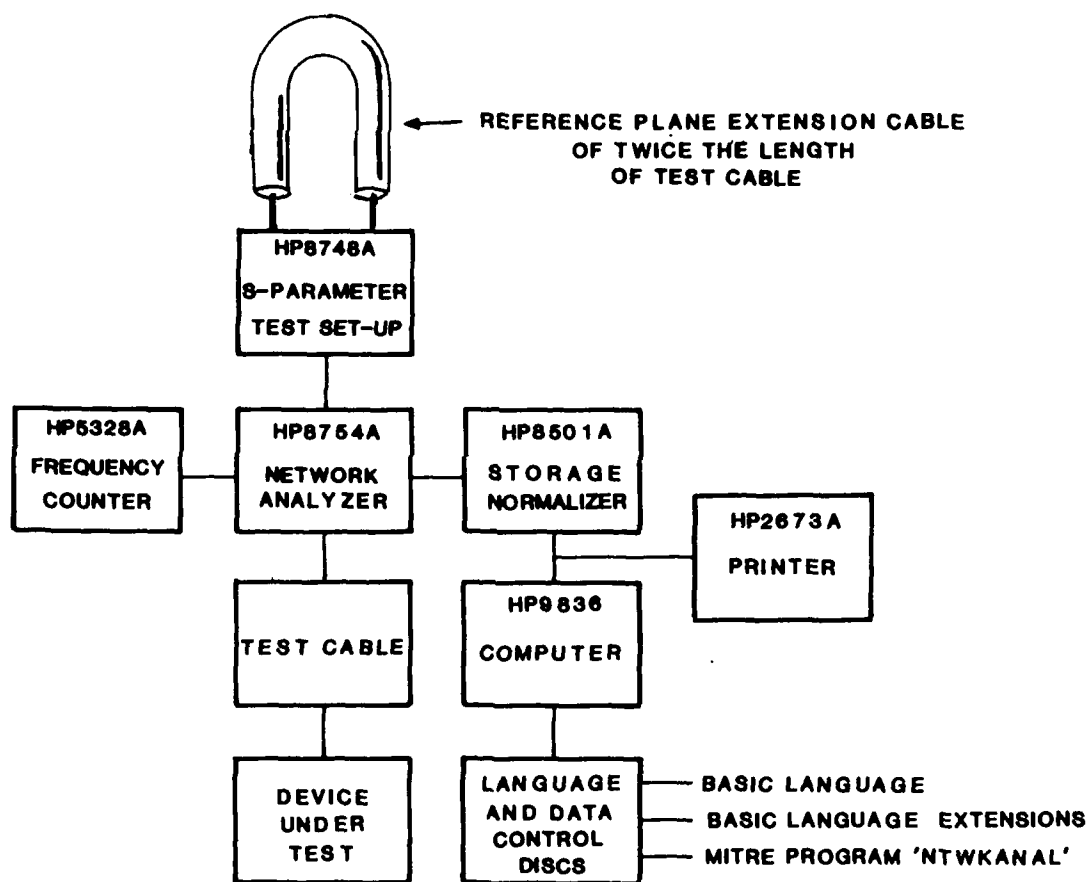 REFERENCE PLANE EXTENSION CABLE
OF TWICE THE LENGTH
OF TEST CABLE
HP8748A
S-PARAMETER
TEST SET-UP
HP5328A
FREQUENCY
COUNTER
HP8754A
NETWORK
ANALYZER
HP8501A
STORAGE
NORMALIZER
HP2673A
PRINTER
TEST CABLE
HP9836
COMPUTER
DEVICE
UNDER
TEST
LANGUAGE
AND DATA
CONTROL
DISCS
BASIC LANGUAGE
BASIC LANGUAGE EXTENSIONS
MITRE PROGRAM 'NTWKANAL'